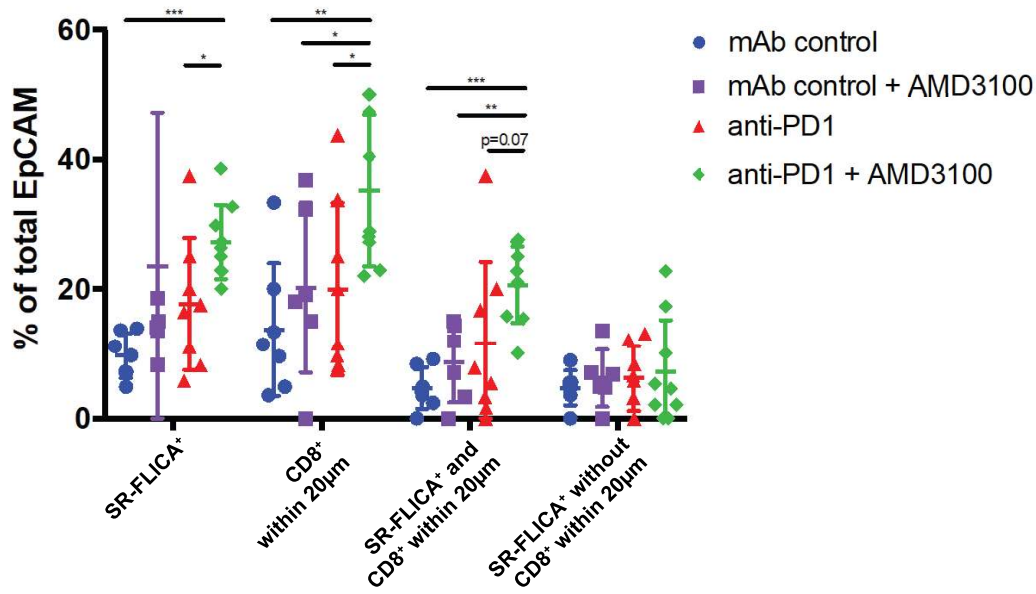 % of total EpCAM
60
40
20
0
***
*
**
*
*
***
**
p=0.07
mAb control
mAb control + AMD3100
anti-PD1
anti-PD1 + AMD3100
SR-FLICA⁺
CD8⁺
within 20μm
SR-FLICA⁺ and
CD8⁺ within 20μm
SR-FLICA⁺ without
CD8⁺ within 20μm